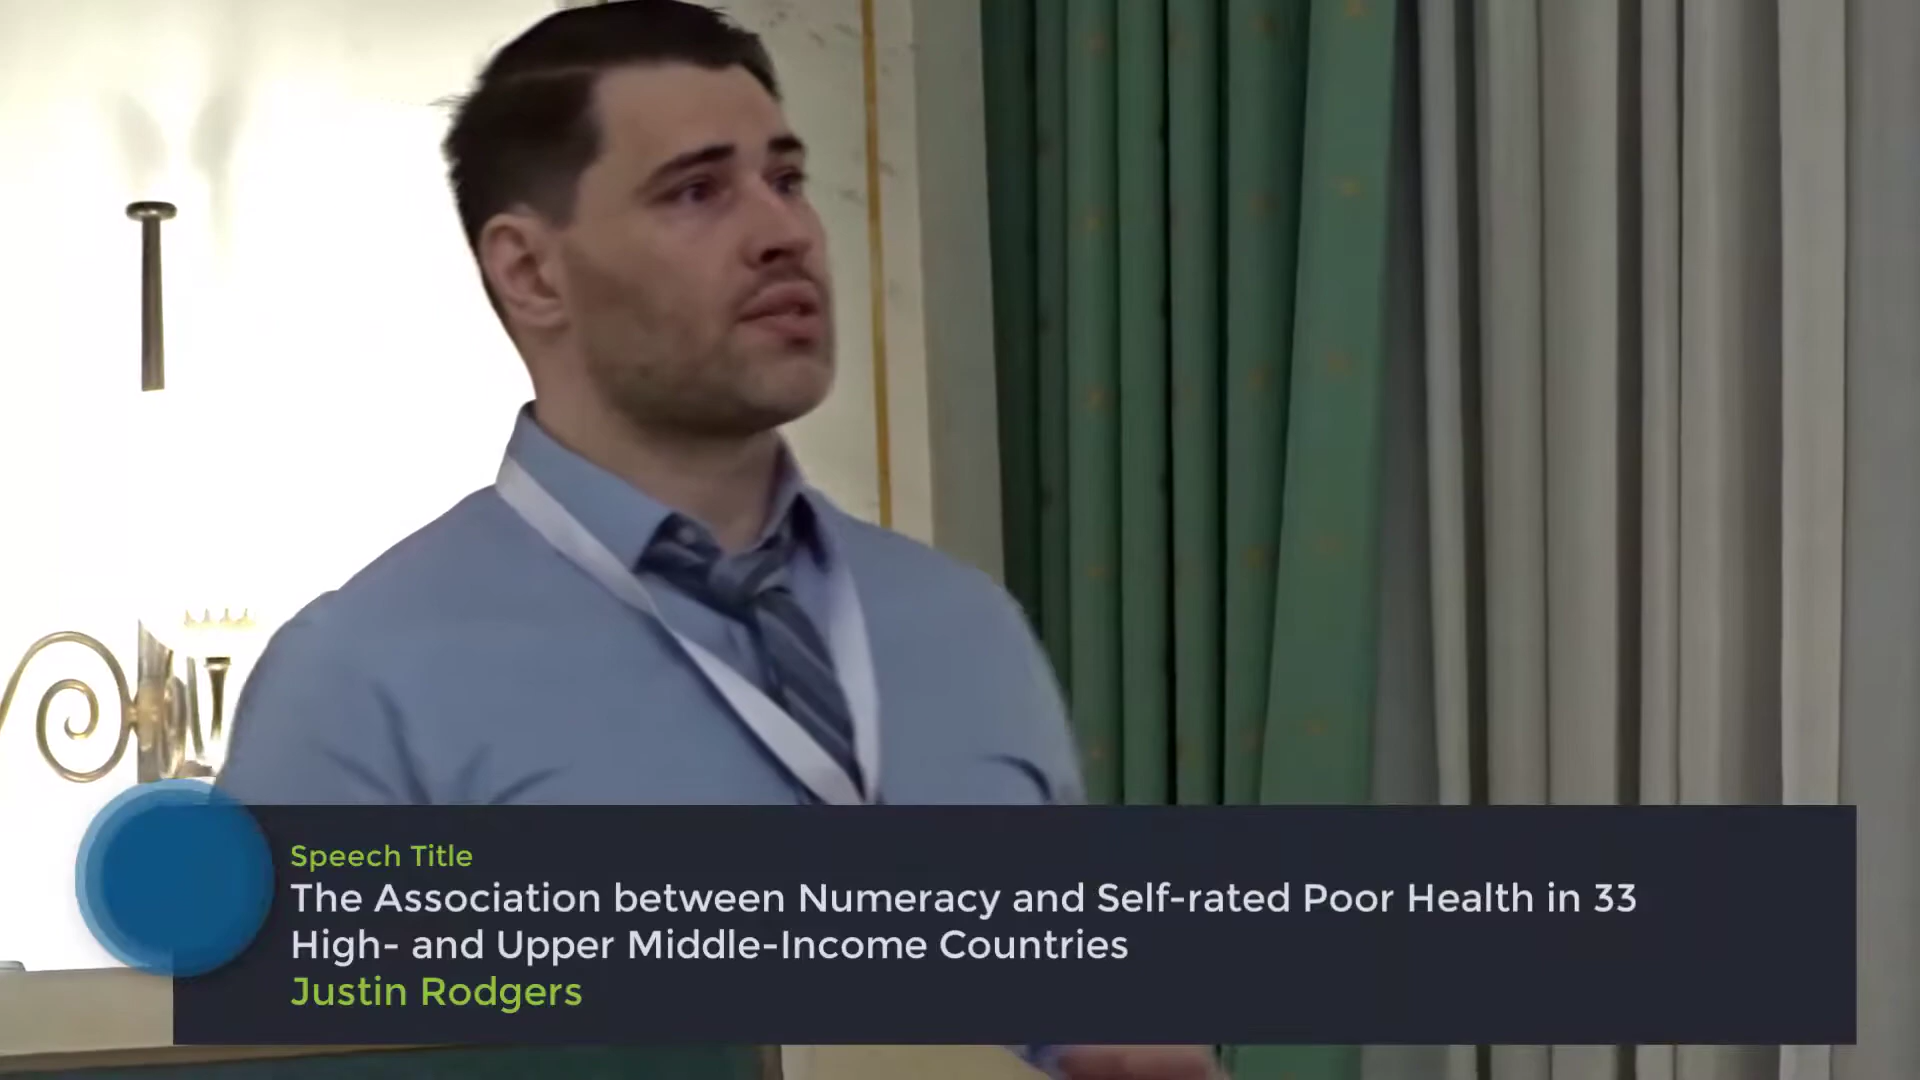 Speech Title
The Association between Numeracy and Self-rated Poor Health in 33
High- and Upper Middle-Income Countries
Justin Rodgers